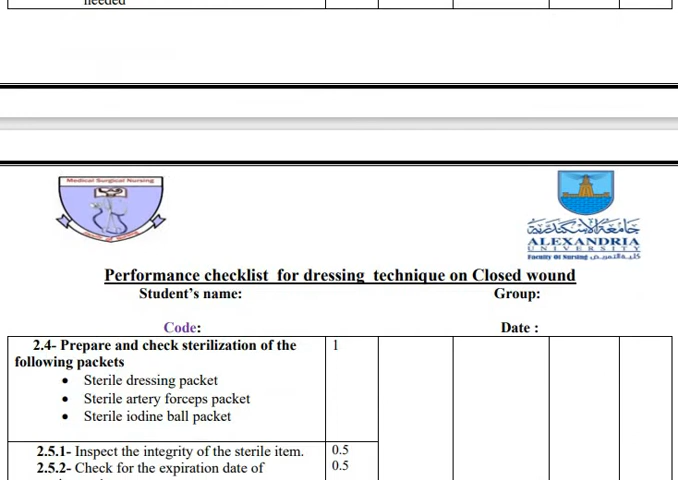 needed
Medical Surgical Nursing
جامعة الإسكندرية
ALEXANDRIA
UNIVERSITY
Faculty Of Nursing كلية التمريض
Performance checklist for dressing technique on Closed wound
Student’s name: Group:
Code: Date :
2.4- Prepare and check sterilization of the 1
following packets
• Sterile dressing packet
• Sterile artery forceps packet
• Sterile iodine ball packet
2.5.1- Inspect the integrity of the sterile item. 0.5
2.5.2- Check for the expiration date of 0.5